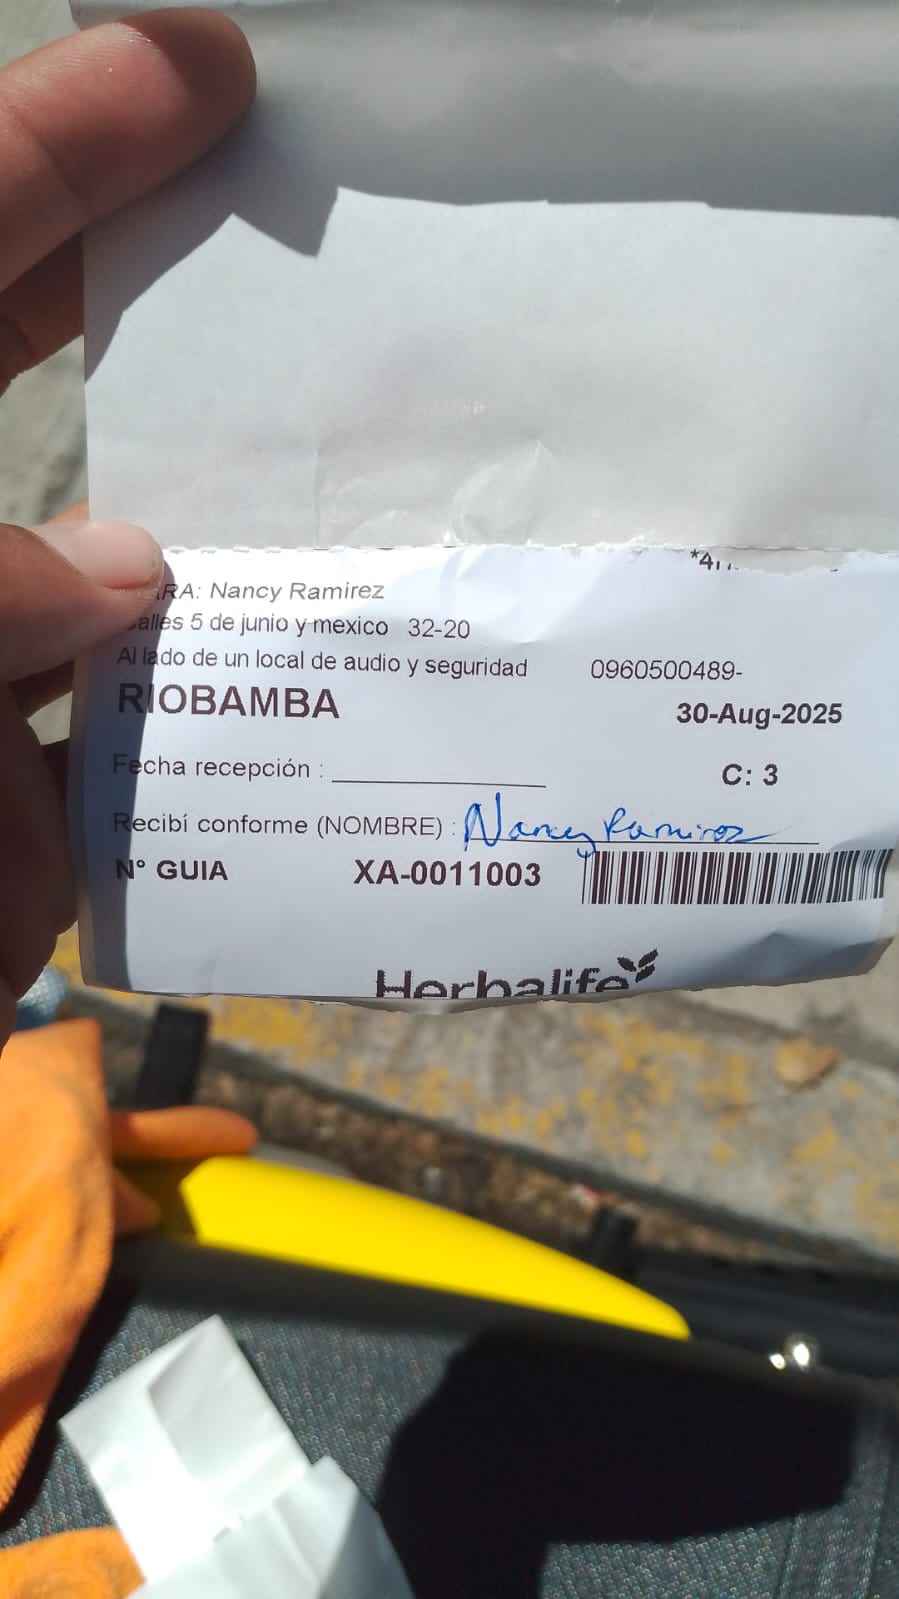 RA: Nancy Ramirez
alles 5 de junio y mexico 32-20
Al lado de un local de audio y seguridad 0960500489-
RIOBAMBA
30-Aug-2025
Fecha recepción :
C: 3
Recibí conforme (NOMBRE) : Nancy Ramirez
N° GUIA XA-0011003
Herbalife